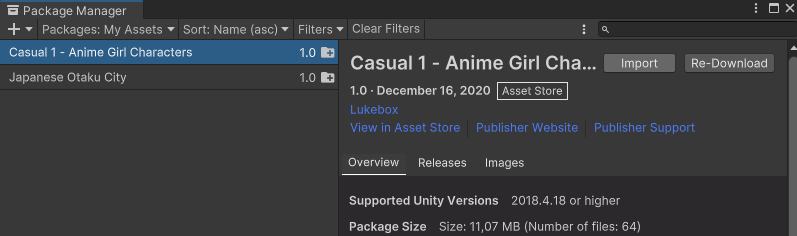 Package Manager
Packages: My Assets Sort: Name (asc) Filters Clear Filters
Casual 1 - Anime Girl Characters 1.0
Japanese Otaku City 1.0
Casual 1 - Anime Girl Cha... Import Re-Download
1.0 · December 16, 2020 Asset Store
Lukebox
View in Asset Store Publisher Website Publisher Support
Overview Releases Images
Supported Unity Versions 2018.4.18 or higher
Package Size Size: 11,07 MB (Number of files: 64)